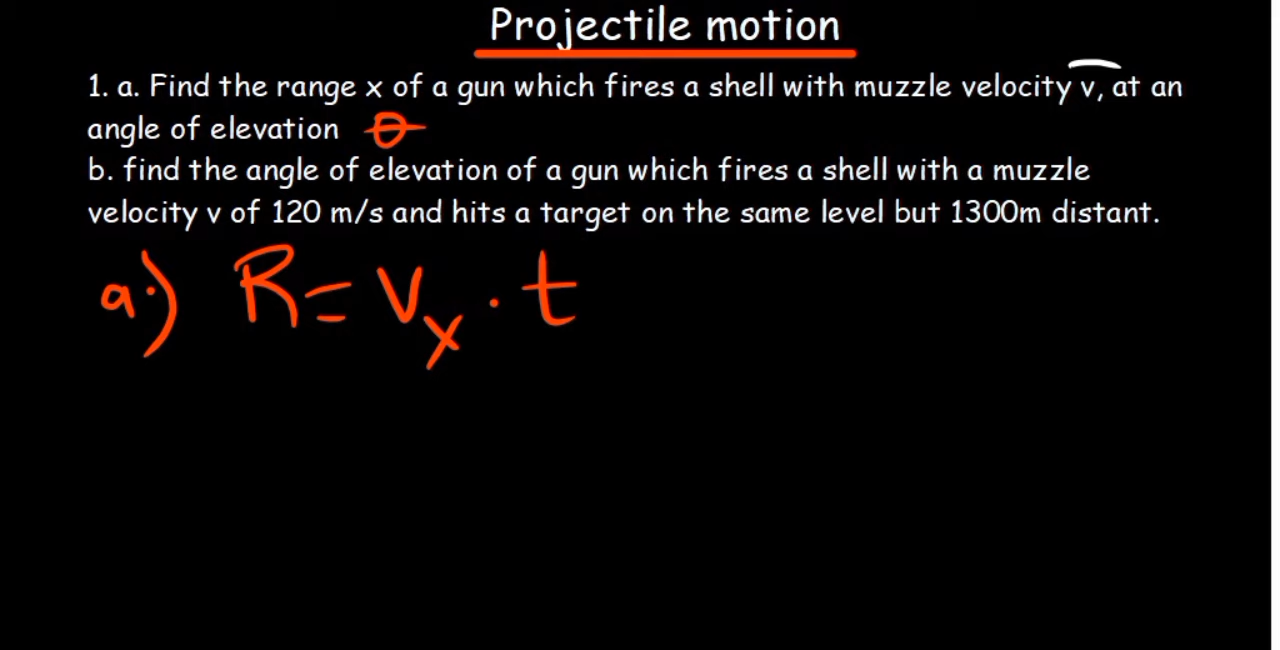 Projectile motion
1. a. Find the range x of a gun which fires a shell with muzzle velocity v, at an
angle of elevation θ
b. find the angle of elevation of a gun which fires a shell with a muzzle
velocity v of 120 m/s and hits a target on the same level but 1300m distant.
a.) R = Vₓ . t